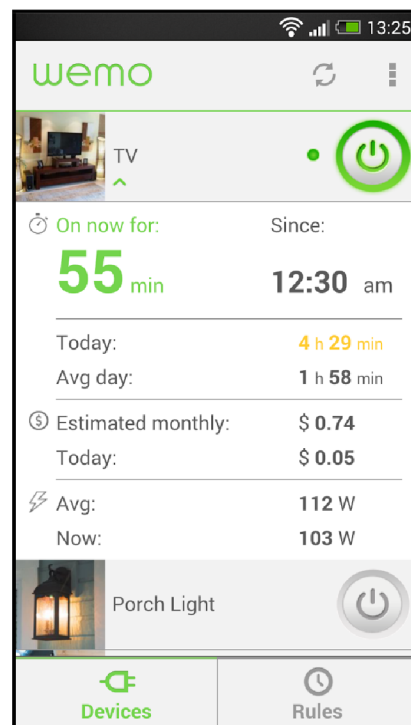 13:25
wemo
TV
On now for: Since:
55 min 12:30 am
Today: 4 h 29 min
Avg day: 1 h 58 min
Estimated monthly: $ 0.74
Today: $ 0.05
Avg: 112 W
Now: 103 W
Porch Light
Devices Rules